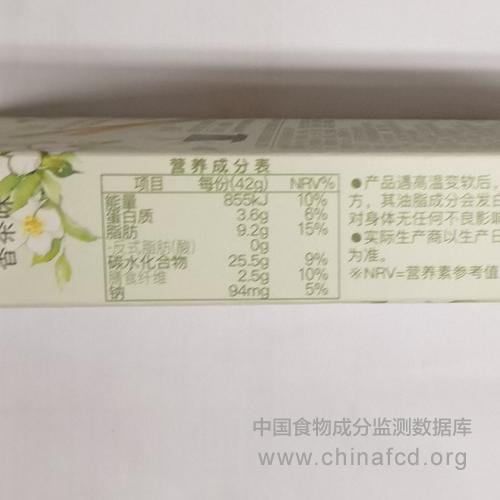 营养成分表
项目 每份(42g) NRV%
能量 855kJ 10%
蛋白质 3.6g 6%
脂肪 9.2g 15%
-反式脂肪(酸) 0g
碳水化合物 25.5g 9%
膳食纤维 2.5g 10%
钠 94mg 5%
●产品遇高温变软后,
方,其油脂成分会发白
对身体无任何不良影响
●实际生产商以生产日
为准。
※NRV=营养素参考值
香茶味
中国食物成分监测数据库
www.chinafcd.org